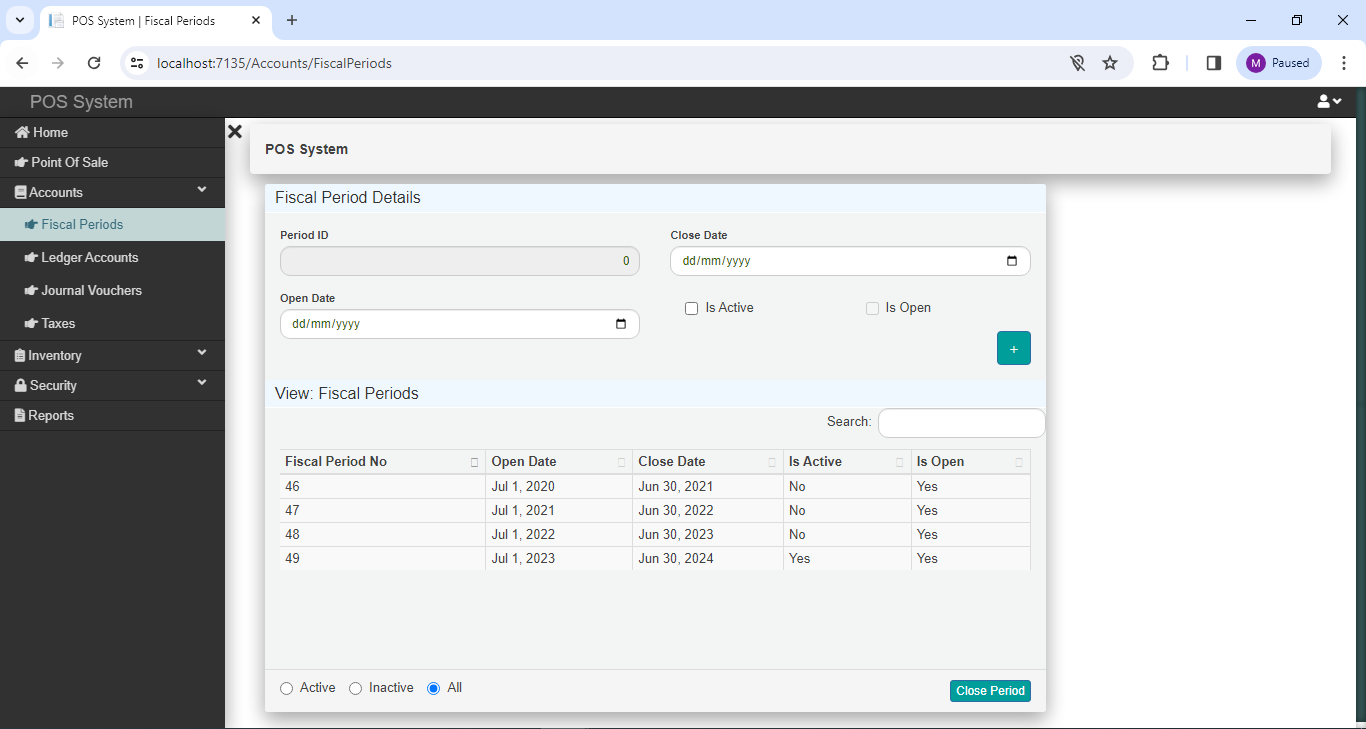 POS System | Fiscal Periods
localhost:7135/Accounts/FiscalPeriods
M Paused
POS System
Home
Point Of Sale
Accounts
Fiscal Periods
Ledger Accounts
Journal Vouchers
Taxes
Inventory
Security
Reports
POS System
Fiscal Period Details
Period ID
0
Close Date
dd/mm/yyyy
Open Date
dd/mm/yyyy
Is Active
Is Open
+
View: Fiscal Periods
Search:
Fiscal Period No Open Date Close Date Is Active Is Open
46 Jul 1, 2020 Jun 30, 2021 No Yes
47 Jul 1, 2021 Jun 30, 2022 No Yes
48 Jul 1, 2022 Jun 30, 2023 No Yes
49 Jul 1, 2023 Jun 30, 2024 Yes Yes
Active Inactive All
Close Period